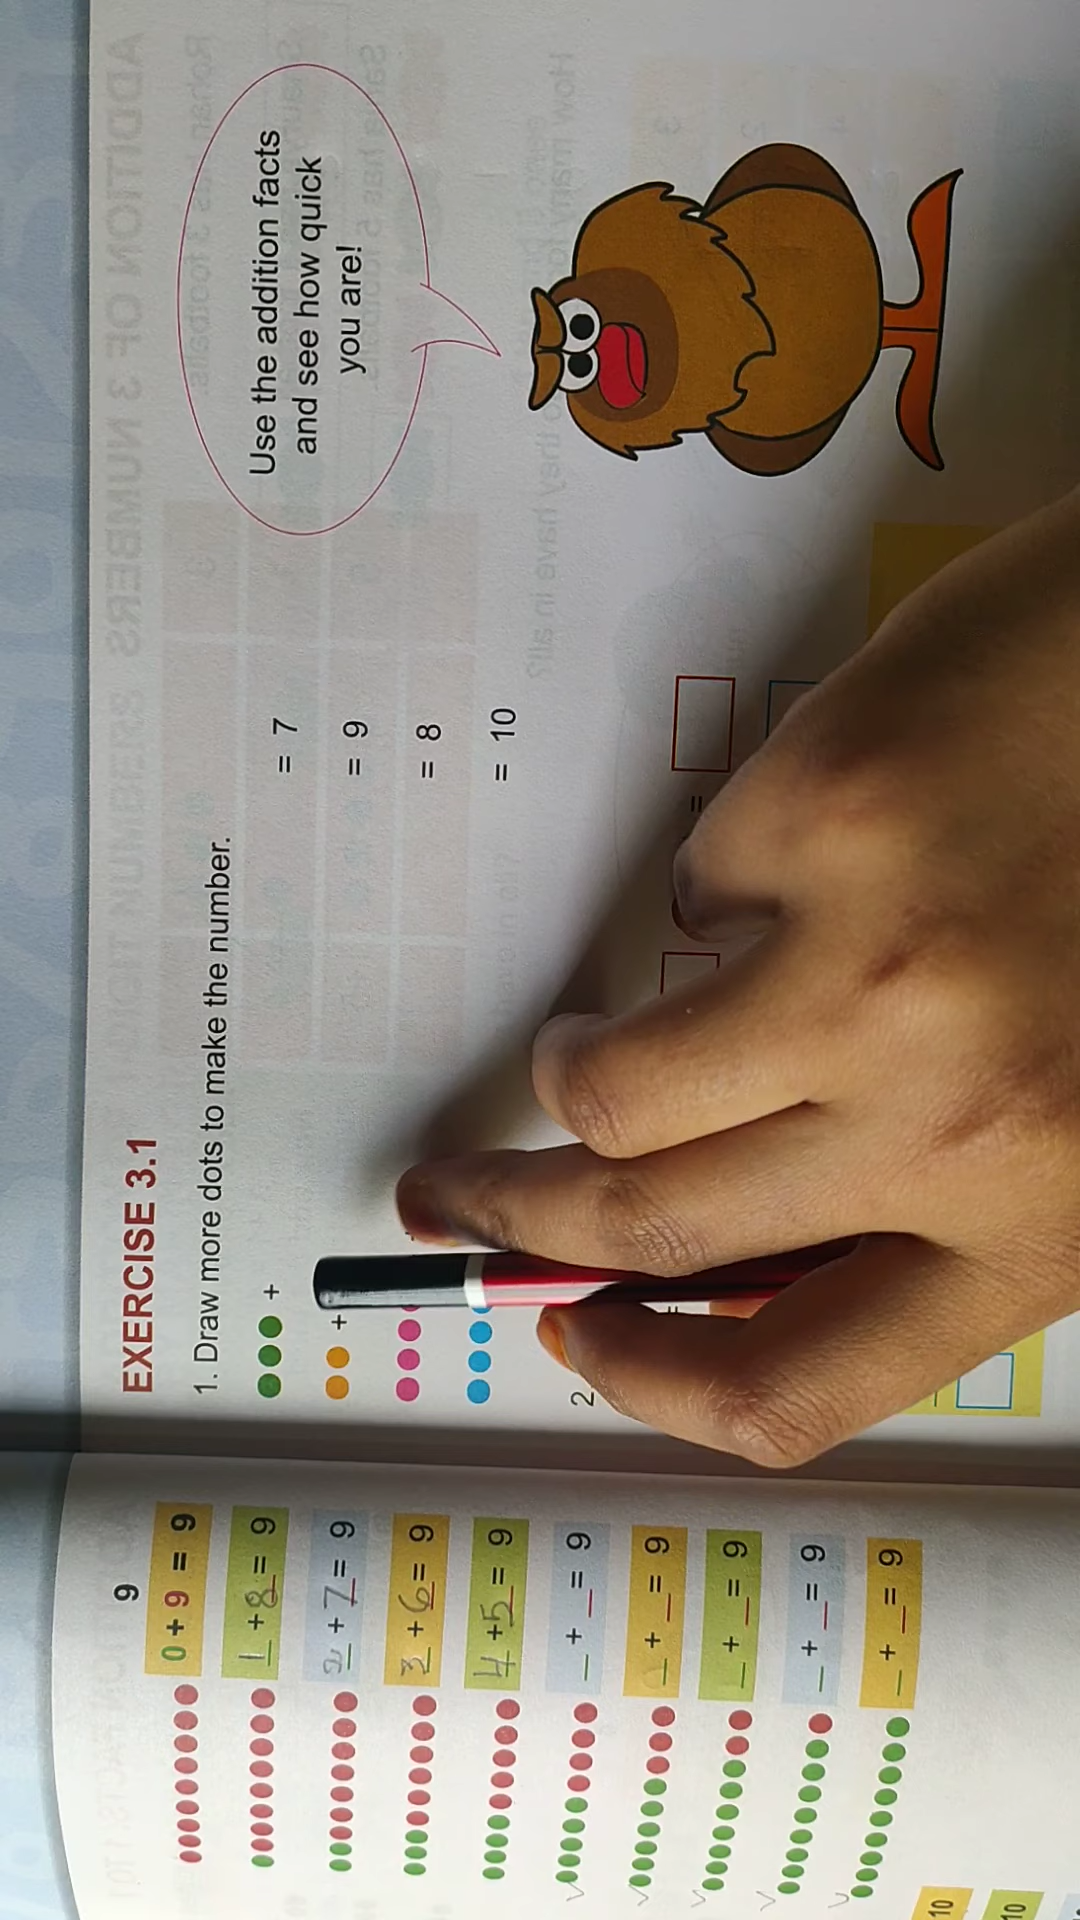 9
0 + 9 = 9
1 + 8 = 9
2 + 7 = 9
3 + 6 = 9
4 + 5 = 9
_ + _ = 9
_ + _ = 9
_ + _ = 9
_ + _ = 9
_ + _ = 9
10
10
EXERCISE 3.1
1. Draw more dots to make the number.
+ = 7
+ = 9
= 8
= 10
2
=
=
Use the addition facts
and see how quick
you are!